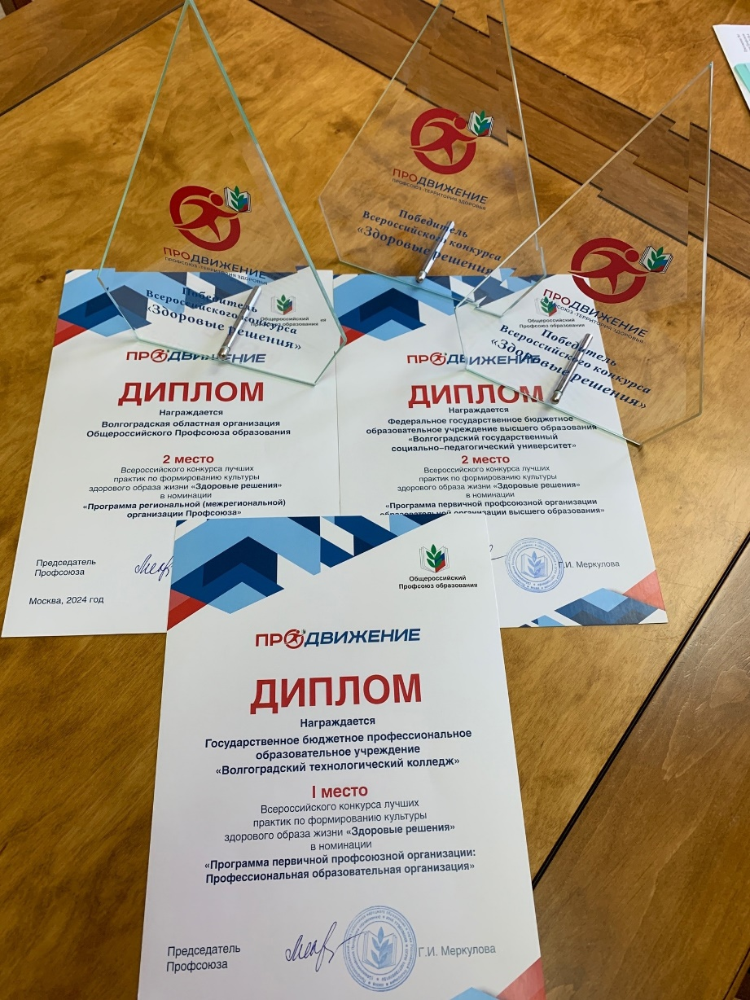 ПРОДВИЖЕНИЕ
ПРОФСОЮЗ -ТЕРРИТОРИЯ ЗДОРОВЬЯ
Победитель
Всероссийского конкурса
«Здоровые решения»
ПРОДВИЖЕНИЕ
ПРОФСОЮЗ -ТЕРРИТОРИЯ ЗДОРОВЬЯ
Победитель
Всероссийского конкурса
«Здоровые решения
ПРОДВИЖЕНИЕ
ТЕРРИТОРИЯ ЗДОРОВЬЯ
Победитель
Всероссийского конкурса
«Здоровые решения»
Общероссийский
Профсоюз образования
ПРОДВИЖЕНИЕ
ДИПЛОМ
Награждается
Волгоградская областная организация
Общероссийского Профсоюза образования
2 место
Всероссийского конкурса лучших
практик по формированию культуры
здорового образа жизни «Здоровые решения»
в номинации
«Программа региональной (межрегиональной)
организации Профсоюза»
Председатель
Профсоюза
Москва, 2024 год
Общероссийский
Профсоюз образования
ПРОДВИЖЕНИЕ
ДИПЛОМ
Награждается
Федеральное государственное бюджетное
образовательное учреждение высшего образования
«Волгоградский государственный
социально–педагогический университет»
2 место
Всероссийского конкурса лучших
практик по формированию культуры
здорового образа жизни «Здоровые решения»
в номинации
«Программа первичной профсоюзной организации
образовательной организации высшего образования»
Г.И. Меркулова
Общероссийский
Профсоюз образования
ПРОДВИЖЕНИЕ
ДИПЛОМ
Награждается
Государственное бюджетное профессиональное
образовательное учреждение
«Волгоградский технологический колледж»
I место
Всероссийского конкурса лучших
практик по формированию культуры
здорового образа жизни «Здоровые решения»
в номинации
«Программа первичной профсоюзной организации:
Профессиональная образовательная организация»
Председатель
Профсоюза
Г.И. Меркулова